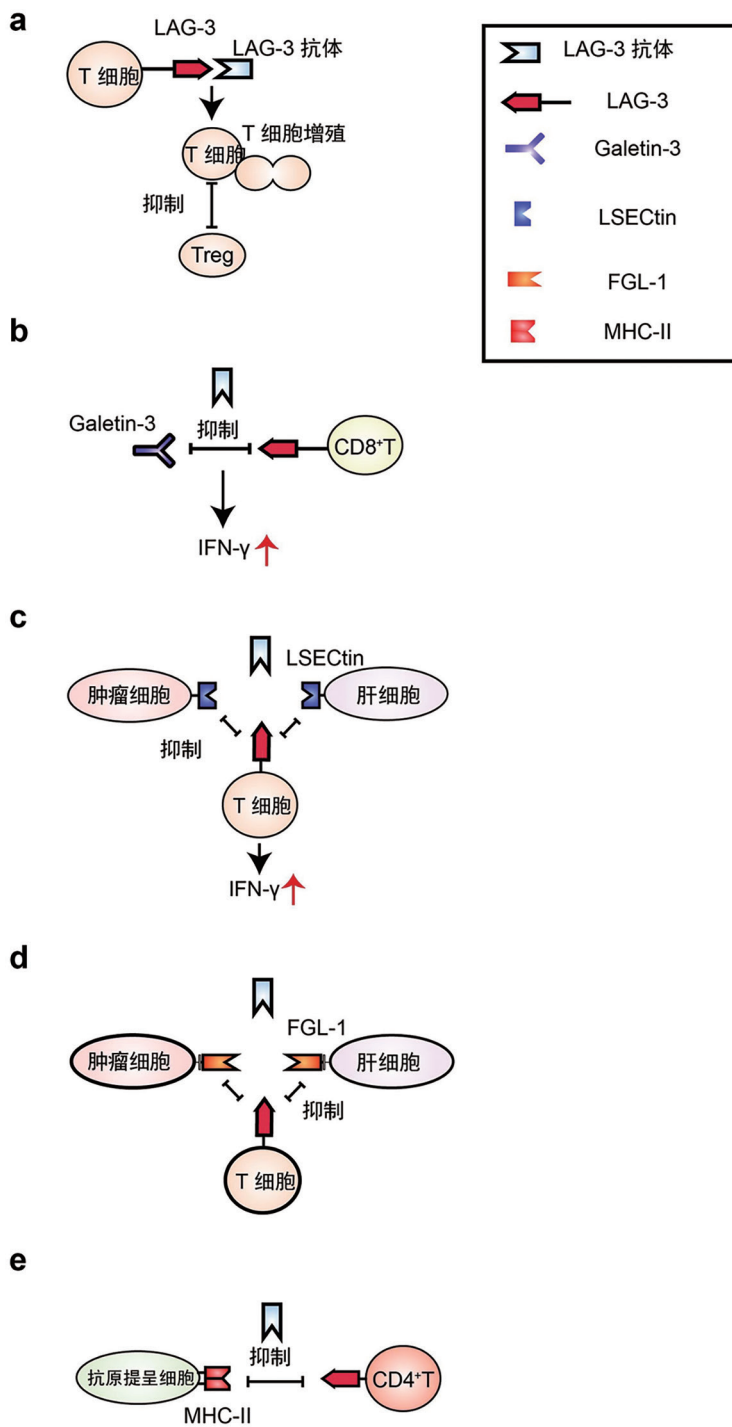 a
LAG-3
LAG-3 抗体
T 细胞
T 细胞增殖
T 细胞
抑制
Treg
LAG-3 抗体
LAG-3
Galetin-3
LSECtin
FGL-1
MHC-II
b
Galetin-3
抑制
CD8⁺T
IFN-γ
c
LSECtin
肿瘤细胞
肝细胞
抑制
T 细胞
IFN-γ
d
FGL-1
肿瘤细胞
肝细胞
抑制
T 细胞
e
抑制
抗原提呈细胞
CD4⁺T
MHC-II